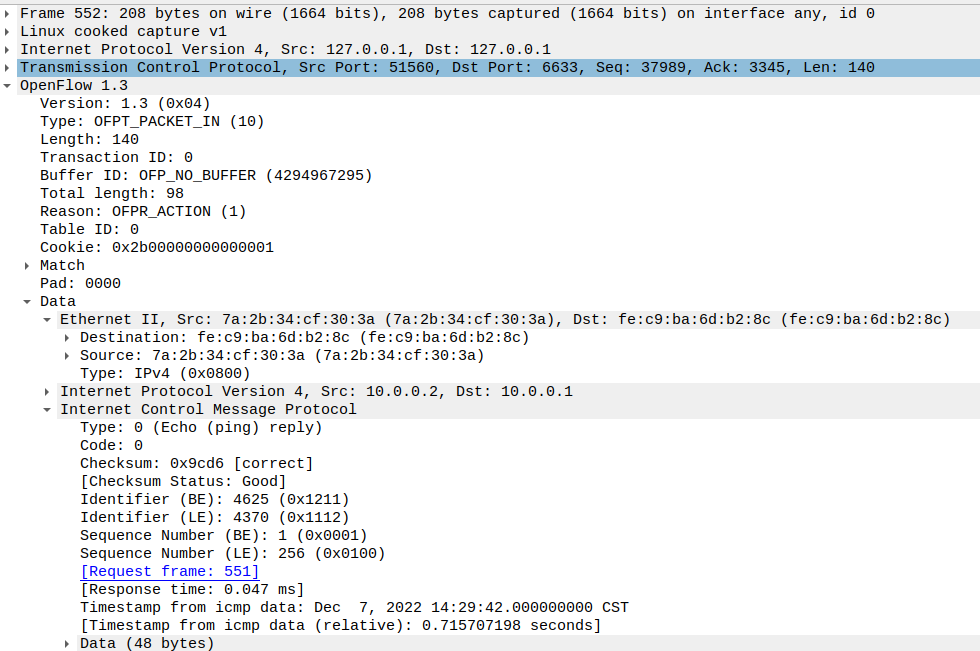 Frame 552: 208 bytes on wire (1664 bits), 208 bytes captured (1664 bits) on interface any, id 0
Linux cooked capture v1
Internet Protocol Version 4, Src: 127.0.0.1, Dst: 127.0.0.1
Transmission Control Protocol, Src Port: 51560, Dst Port: 6633, Seq: 37989, Ack: 3345, Len: 140
OpenFlow 1.3
Version: 1.3 (0x04)
Type: OFPT_PACKET_IN (10)
Length: 140
Transaction ID: 0
Buffer ID: OFP_NO_BUFFER (4294967295)
Total length: 98
Reason: OFPR_ACTION (1)
Table ID: 0
Cookie: 0x2b00000000000001
Match
Pad: 0000
Data
Ethernet II, Src: 7a:2b:34:cf:30:3a (7a:2b:34:cf:30:3a), Dst: fe:c9:ba:6d:b2:8c (fe:c9:ba:6d:b2:8c)
Destination: fe:c9:ba:6d:b2:8c (fe:c9:ba:6d:b2:8c)
Source: 7a:2b:34:cf:30:3a (7a:2b:34:cf:30:3a)
Type: IPv4 (0x0800)
Internet Protocol Version 4, Src: 10.0.0.2, Dst: 10.0.0.1
Internet Control Message Protocol
Type: 0 (Echo (ping) reply)
Code: 0
Checksum: 0x9cd6 [correct]
[Checksum Status: Good]
Identifier (BE): 4625 (0x1211)
Identifier (LE): 4370 (0x1112)
Sequence Number (BE): 1 (0x0001)
Sequence Number (LE): 256 (0x0100)
[Request frame: 551]
[Response time: 0.047 ms]
Timestamp from icmp data: Dec  7, 2022 14:29:42.000000000 CST
[Timestamp from icmp data (relative): 0.715707198 seconds]
Data (48 bytes)